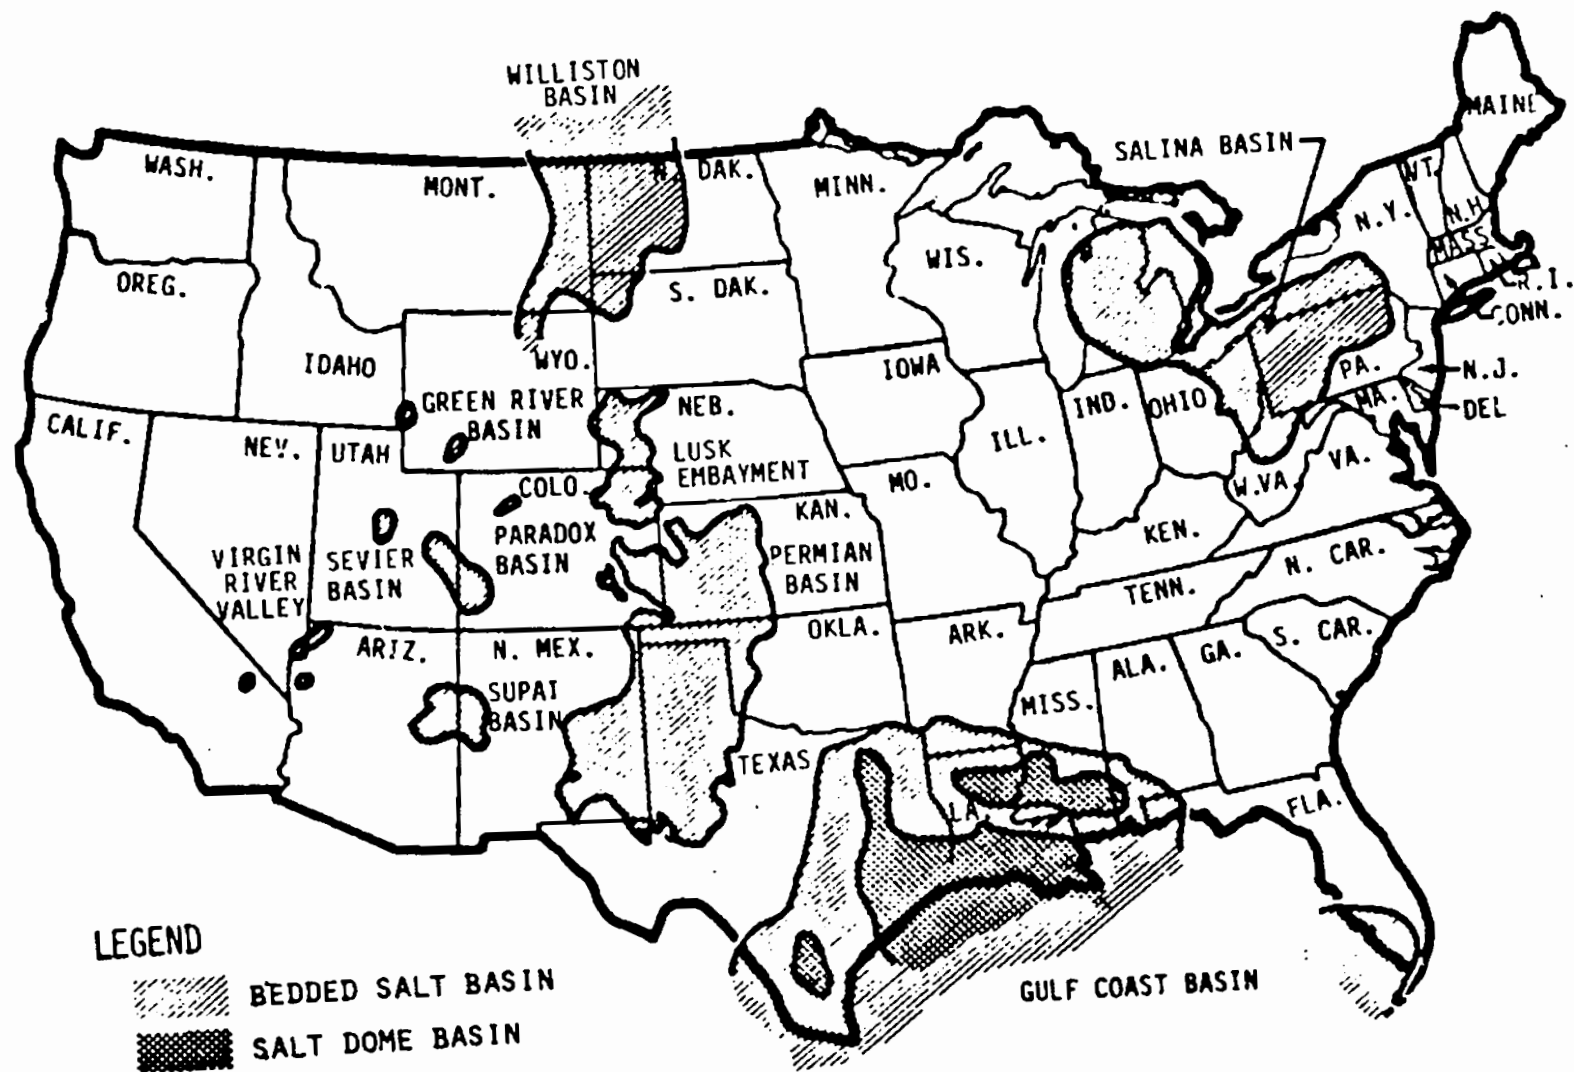 WILLISTON
BASIN
SALINA BASIN
MAINE
WASH.
MONT.
N. DAK.
MINN.
VT.
N.H.
N.Y.
MASS.
R.I.
CONN.
OREG.
S. DAK.
WIS.
IDAHO
WYO.
IOWA
PA.
N.J.
DEL
MA.
OHIO
IND.
ILL.
CALIF.
NEV.
UTAH
GREEN RIVER
BASIN
NEB.
LUSK
EMBAYMENT
COLO.
PARADOX
BASIN
KAN.
PERMIAN
BASIN
MO.
W.VA.
VA.
KEN.
VIRGIN
RIVER
VALLEY
SEVIER
BASIN
N. CAR.
TENN.
ARIZ.
N. MEX.
OKLA.
ARK.
S. CAR.
GA.
ALA.
MISS.
SUPAI
BASIN
TEXAS
LA.
FLA.
GULF COAST BASIN
LEGEND
BEDDED SALT BASIN
SALT DOME BASIN